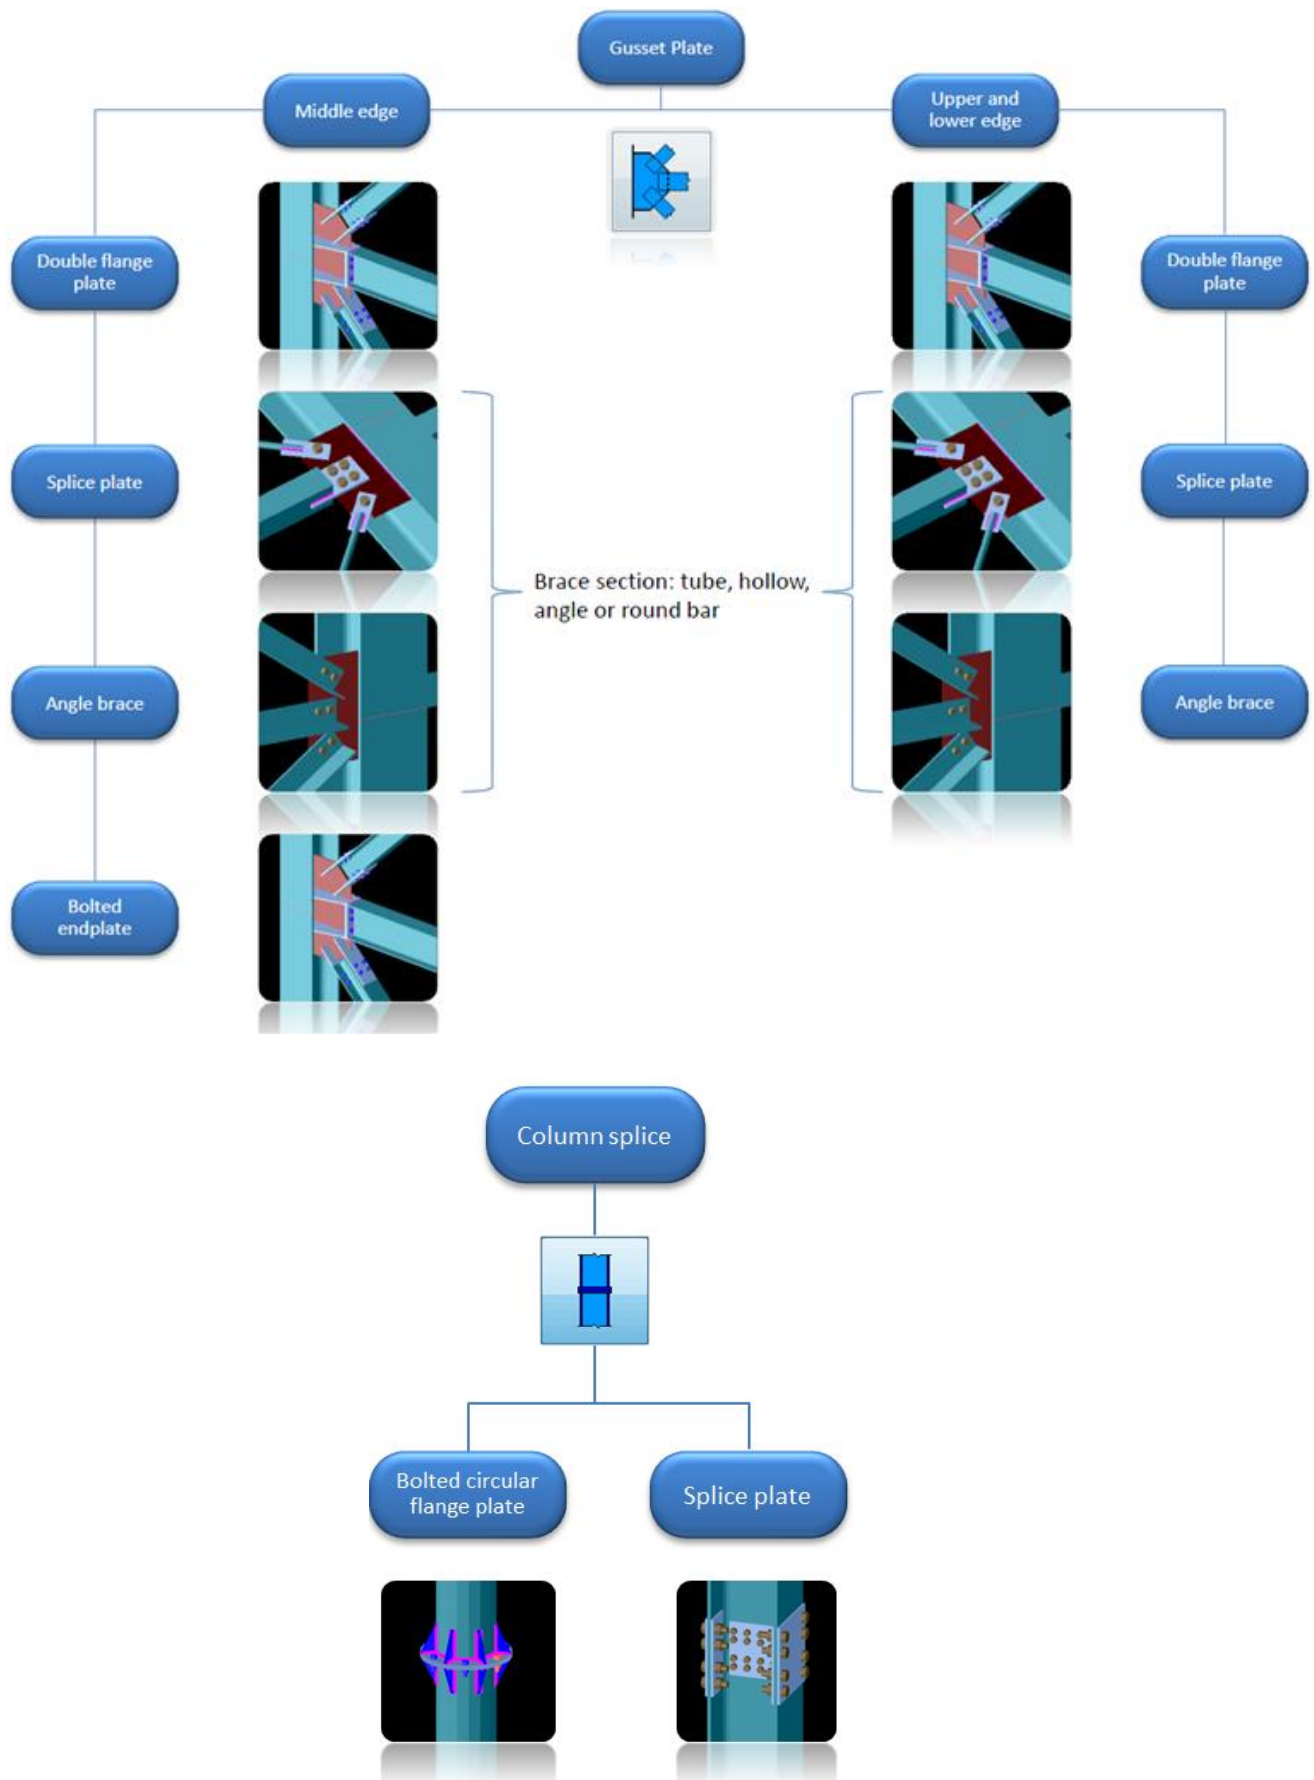 Gusset Plate
Middle edge
Upper and
lower edge
Double flange
plate
Double flange
plate
Splice plate
Splice plate
Brace section: tube, hollow,
angle or round bar
Angle brace
Angle brace
Bolted
endplate
Column splice
Bolted circular
flange plate
Splice plate